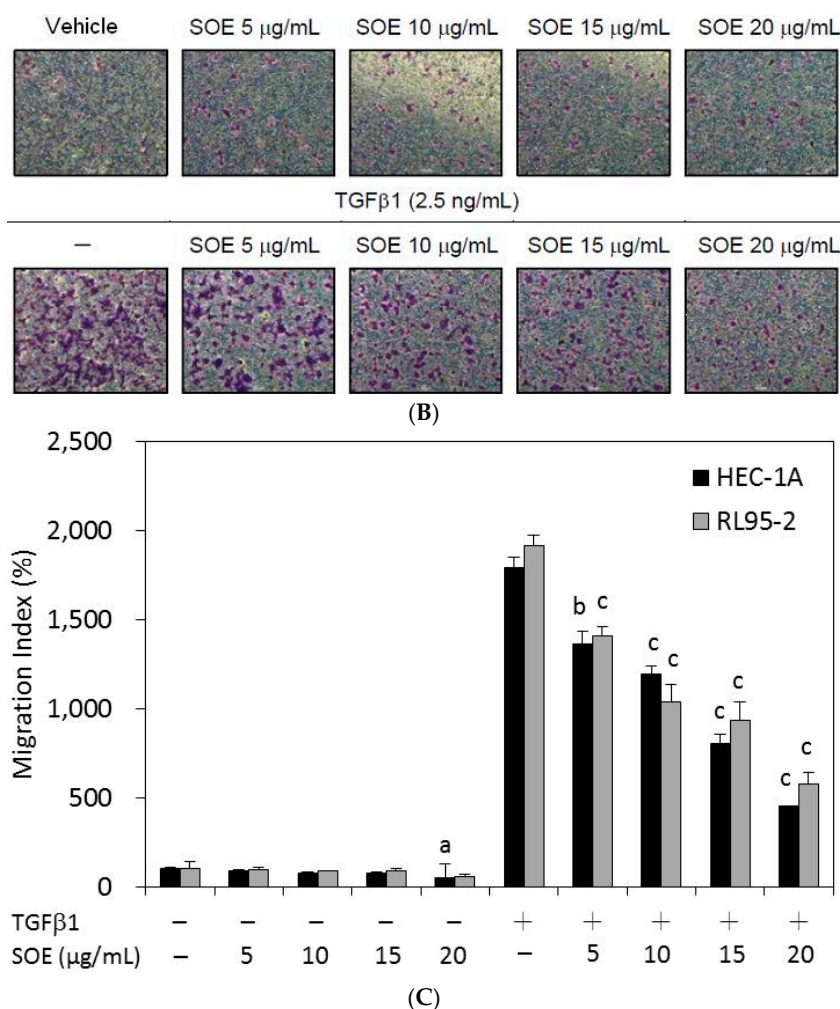 Vehicle SOE 5 μg/mL SOE 10 μg/mL SOE 15 μg/mL SOE 20 μg/mL
TGFβ1 (2.5 ng/mL)
– SOE 5 μg/mL SOE 10 μg/mL SOE 15 μg/mL SOE 20 μg/mL
(B)
2,500
2,000
1,500
1,000
500
0
Migration Index (%)
HEC-1A
RL95-2
a
b c
c c
c c
c c
TGFβ1 – – – – – + + + + +
SOE (μg/mL) – 5 10 15 20 – 5 10 15 20
(C)